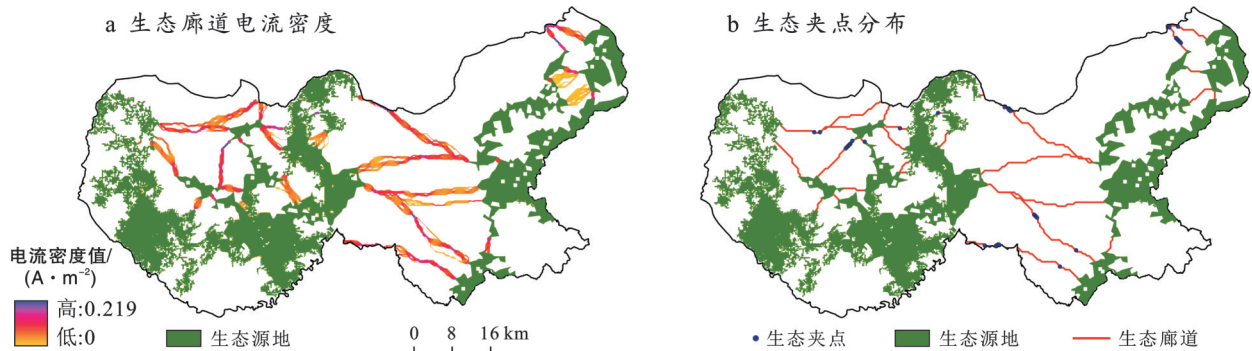 a 生态廊道电流密度
b 生态夹点分布
电流密度值/
(A·m⁻²)
高:0.219
低:0
生态源地
0 8 16 km
生态夹点
生态源地
生态廊道